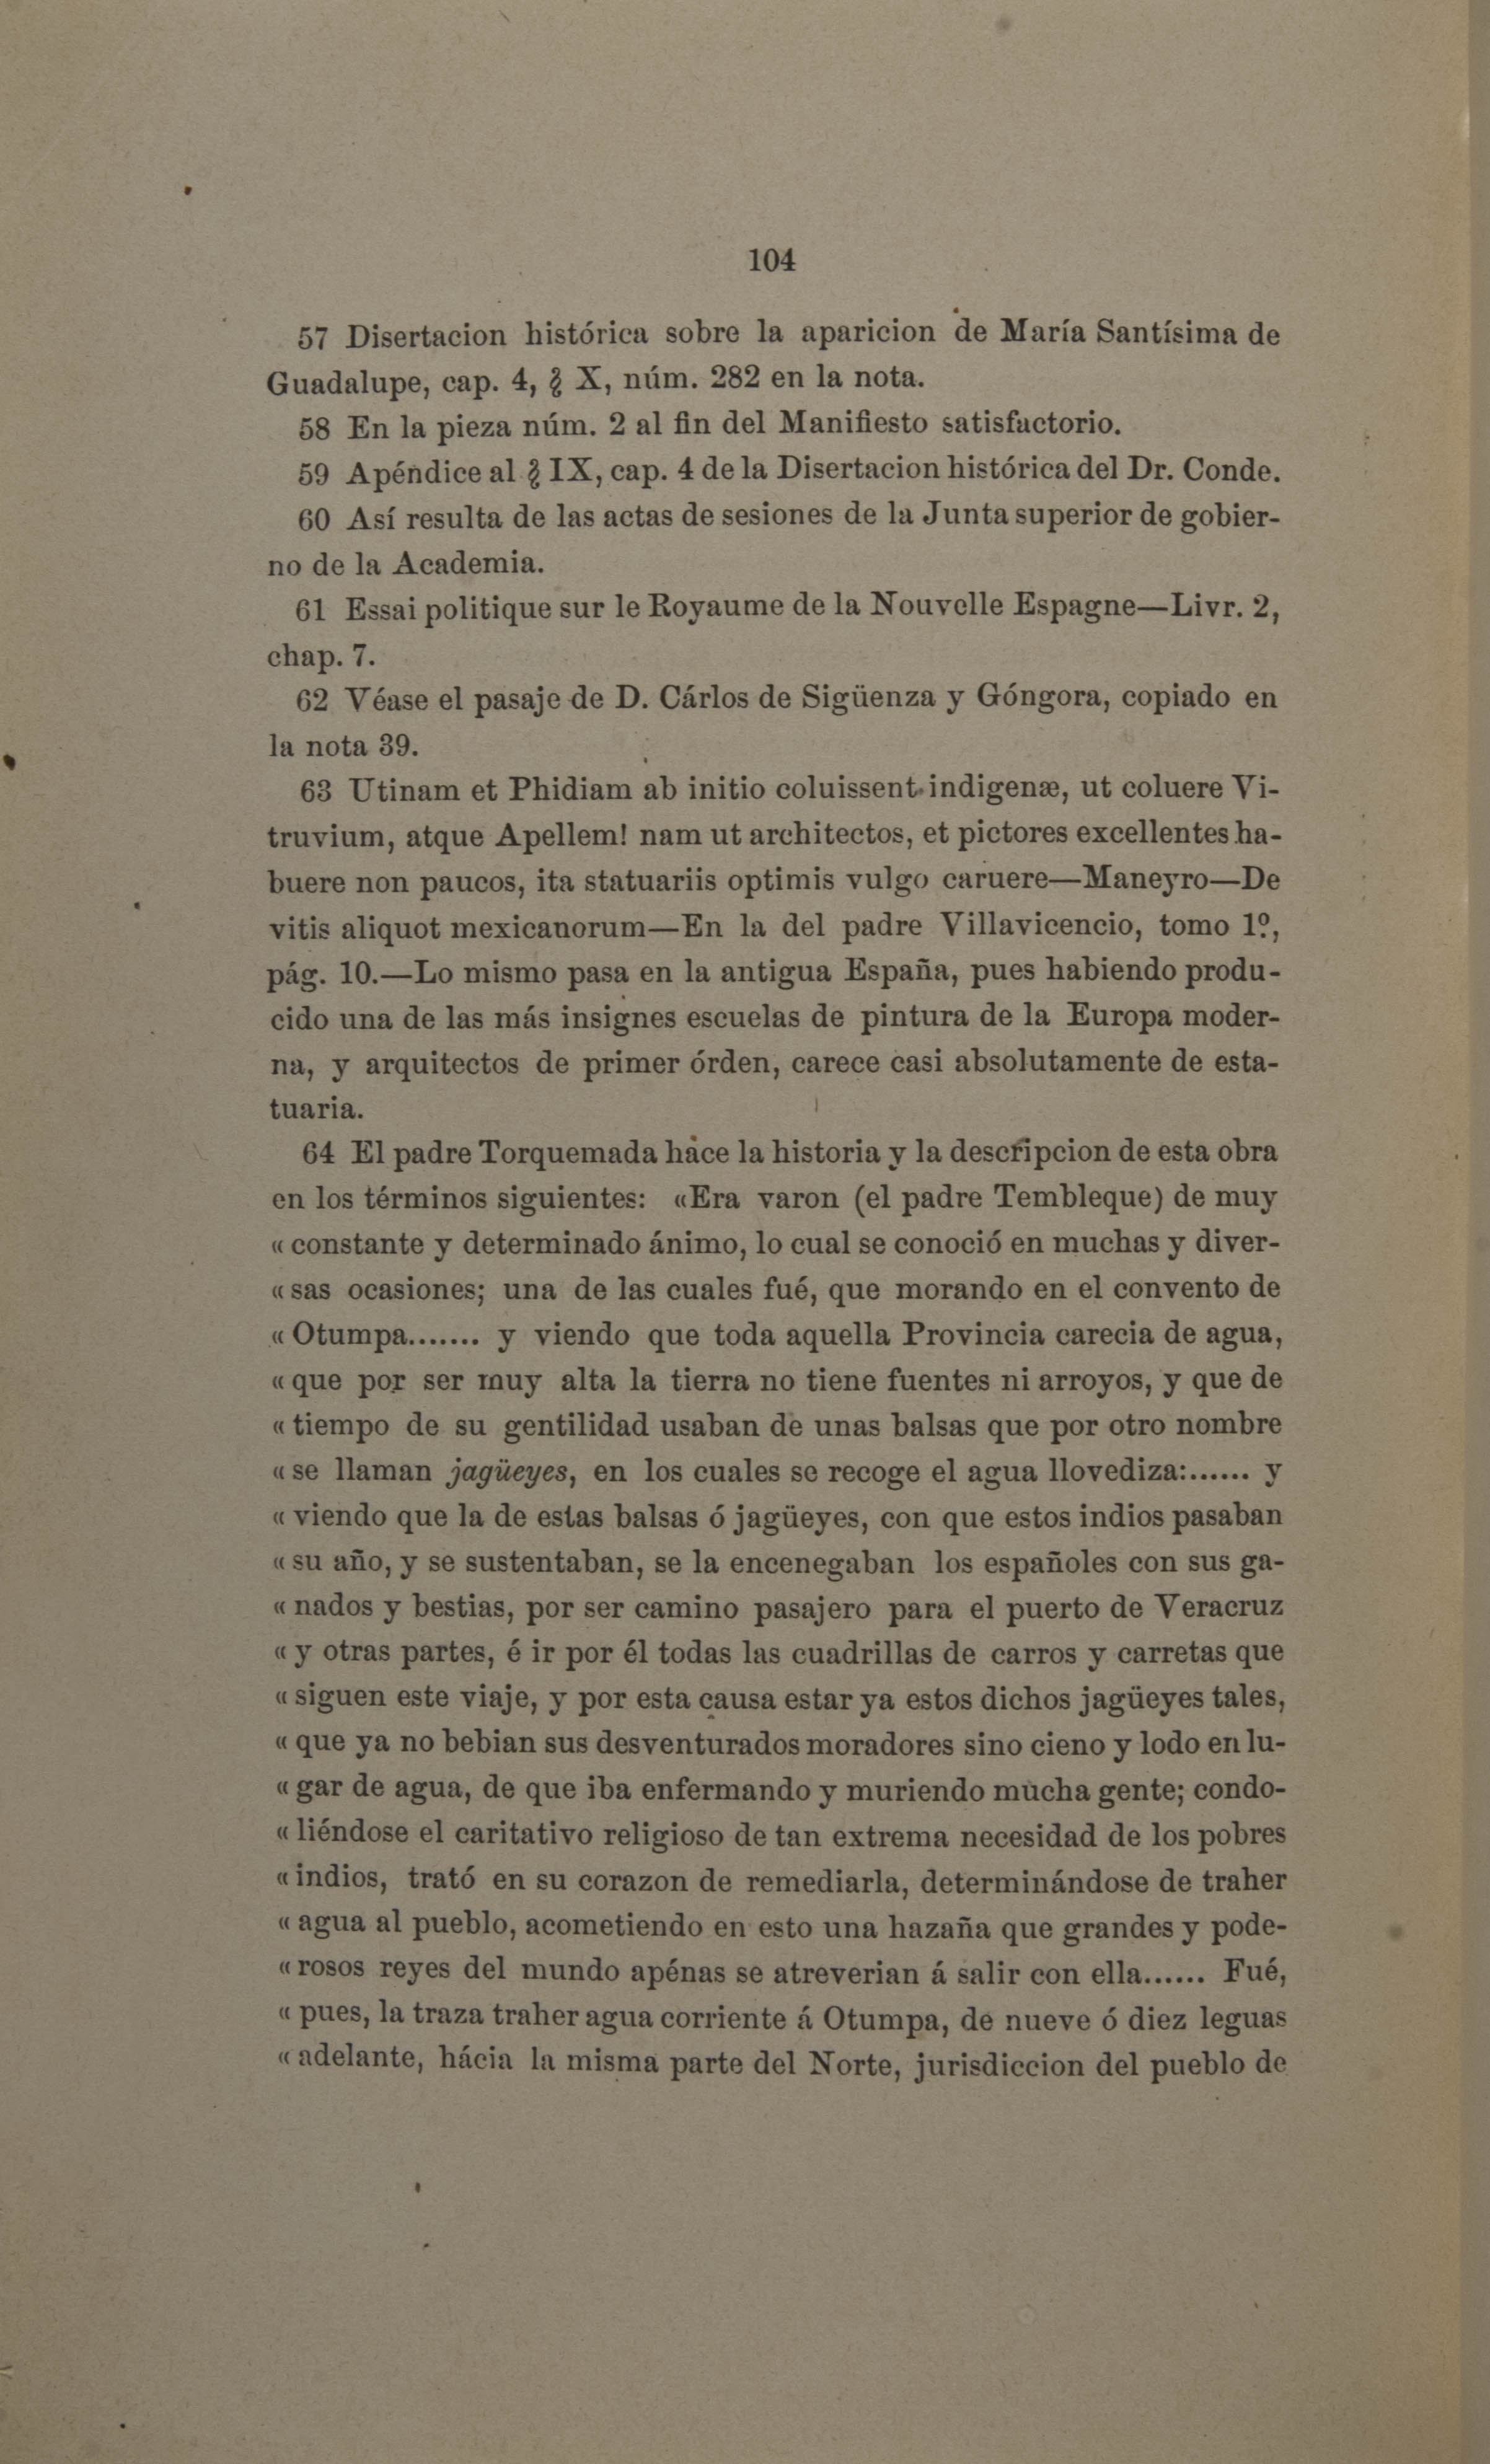 104
57 Disertacion histórica sobre la aparicion de María Santísima de
Guadalupe, cap. 4, § X, núm. 282 en la nota.
58 En la pieza núm. 2 al fin del Manifiesto satisfactorio.
59 Apéndice al § IX, cap. 4 de la Disertacion histórica del Dr. Conde.
60 Así resulta de las actas de sesiones de la Junta superior de gobier-
no de la Academia.
61 Essai politique sur le Royaume de la Nouvelle Espagne—Livr. 2,
chap. 7.
62 Véase el pasaje de D. Cárlos de Sigüenza y Góngora, copiado en
la nota 39.
63 Utinam et Phidiam ab initio coluissent indigenæ, ut coluere Vi-
truvium, atque Apellem! nam ut architectos, et pictores excellentes ha-
buere non paucos, ita statuariis optimis vulgo caruere—Maneyro—De
vitis aliquot mexicanorum—En la del padre Villavicencio, tomo 1º,
pág. 10.—Lo mismo pasa en la antigua España, pues habiendo produ-
cido una de las más insignes escuelas de pintura de la Europa moder-
na, y arquitectos de primer órden, carece casi absolutamente de esta-
tuaria.
64 El padre Torquemada hace la historia y la descripcion de esta obra
en los términos siguientes: «Era varon (el padre Tembleque) de muy
« constante y determinado ánimo, lo cual se conoció en muchas y diver-
« sas ocasiones; una de las cuales fué, que morando en el convento de
« Otumpa....... y viendo que toda aquella Provincia carecia de agua,
« que por ser muy alta la tierra no tiene fuentes ni arroyos, y que de
« tiempo de su gentilidad usaban de unas balsas que por otro nombre
« se llaman jagüeyes, en los cuales se recoge el agua llovediza:...... y
« viendo que la de estas balsas ó jagüeyes, con que estos indios pasaban
« su año, y se sustentaban, se la encenegaban los españoles con sus ga-
« nados y bestias, por ser camino pasajero para el puerto de Veracruz
« y otras partes, é ir por él todas las cuadrillas de carros y carretas que
« siguen este viaje, y por esta causa estar ya estos dichos jagüeyes tales,
« que ya no bebian sus desventurados moradores sino cieno y lodo en lu-
« gar de agua, de que iba enfermando y muriendo mucha gente; condo-
« liéndose el caritativo religioso de tan extrema necesidad de los pobres
« indios, trató en su corazon de remediarla, determinándose de traher
« agua al pueblo, acometiendo en esto una hazaña que grandes y pode-
« rosos reyes del mundo apénas se atreverian á salir con ella...... Fué,
« pues, la traza traher agua corriente á Otumpa, de nueve ó diez leguas
« adelante, hácia la misma parte del Norte, jurisdiccion del pueblo de